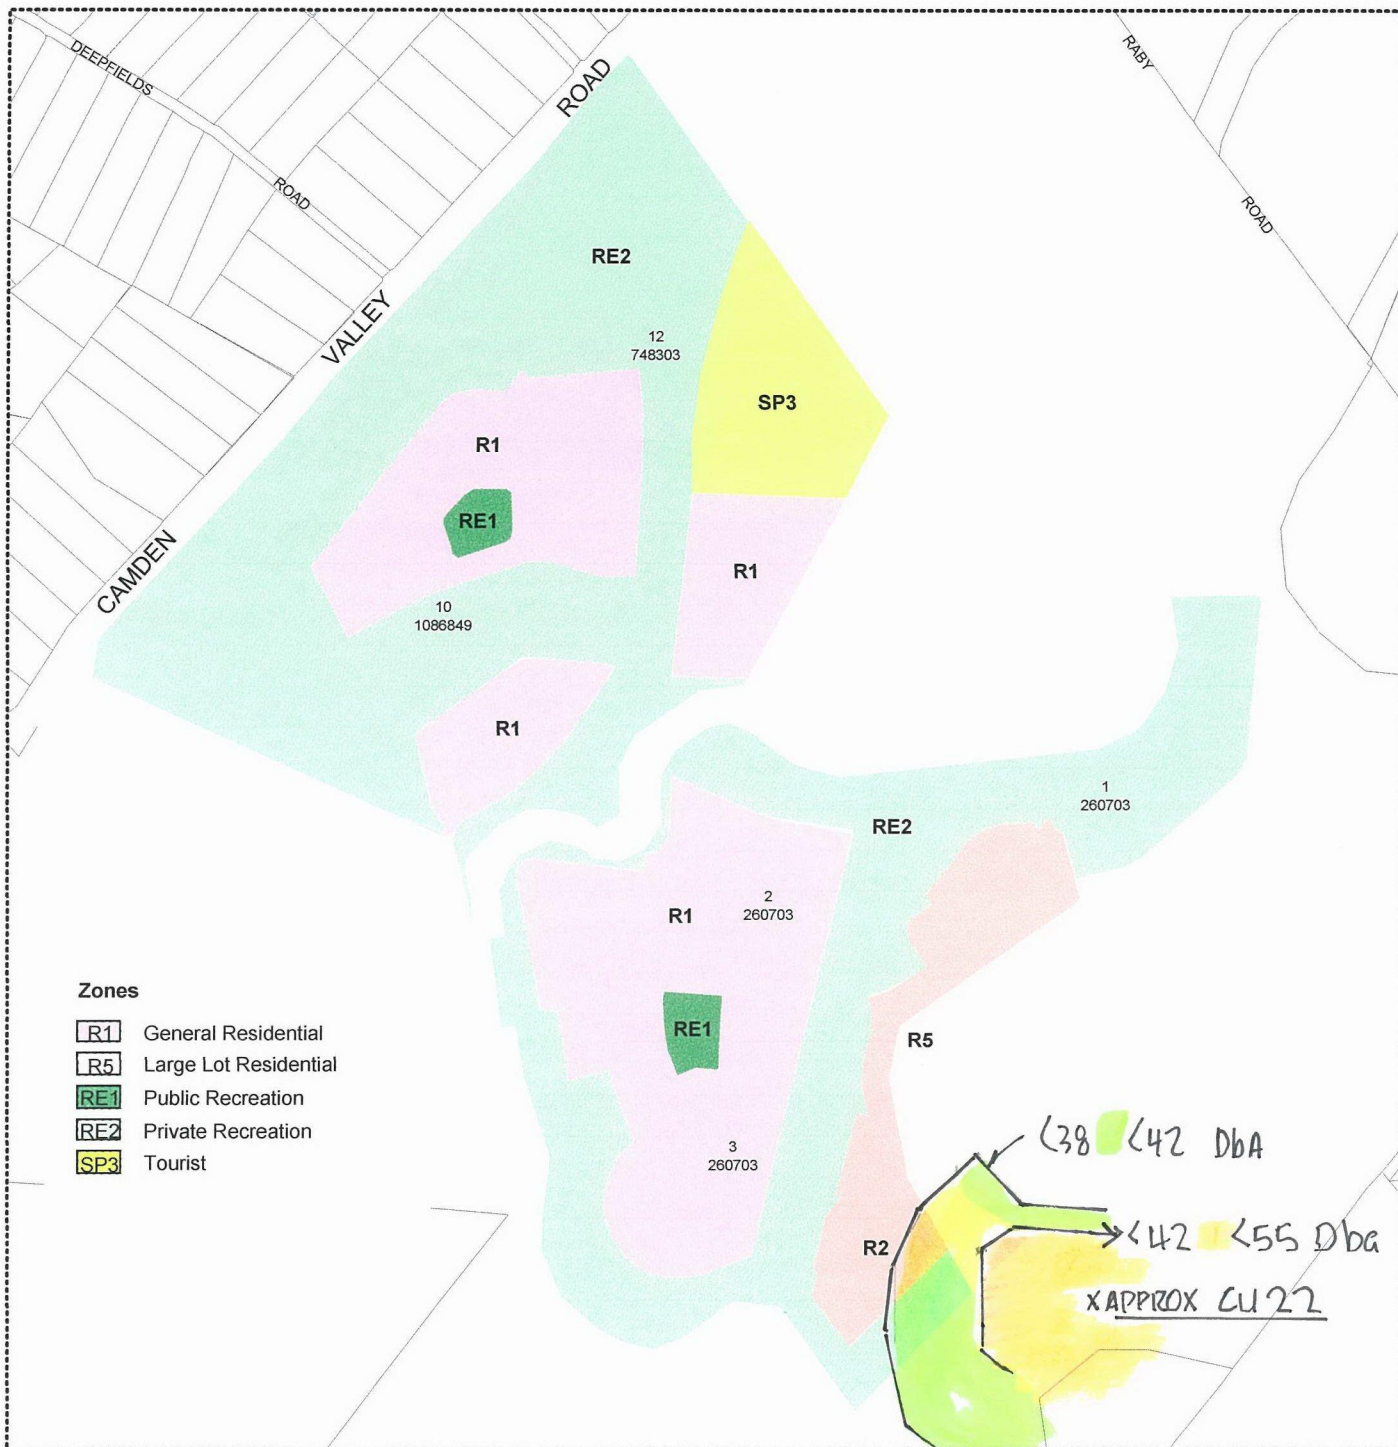 DEEPFIELDS
ROAD
ROAD
VALLEY
CAMDEN
RABY
ROAD
RE2
12
748303
SP3
R1
RE1
R1
10
1086849
R1
1
260703
RE2
2
260703
R1
RE1
R5
3
260703
R2
Zones
R1 General Residential
R5 Large Lot Residential
RE1 Public Recreation
RE2 Private Recreation
SP3 Tourist
<38 <42 DbA
<42 <55 Dba
X APPROX CU 22